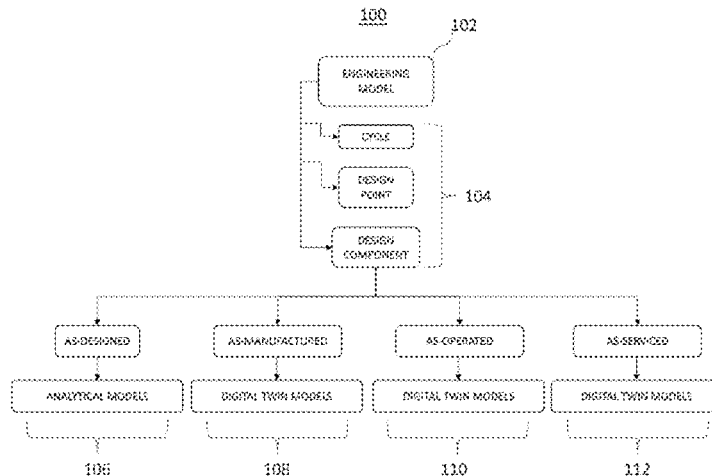 100
102
ENGINEERING
MODEL
CYCLE
DESIGN
POINT
104
DESIGN
COMPONENT
AS-DESIGNED
AS-MANUFACTURED
AS-OPERATED
AS-SERVICED
ANALYTICAL MODELS
DIGITAL TWIN MODELS
DIGITAL TWIN MODELS
DIGITAL TWIN MODELS
106
108
110
112